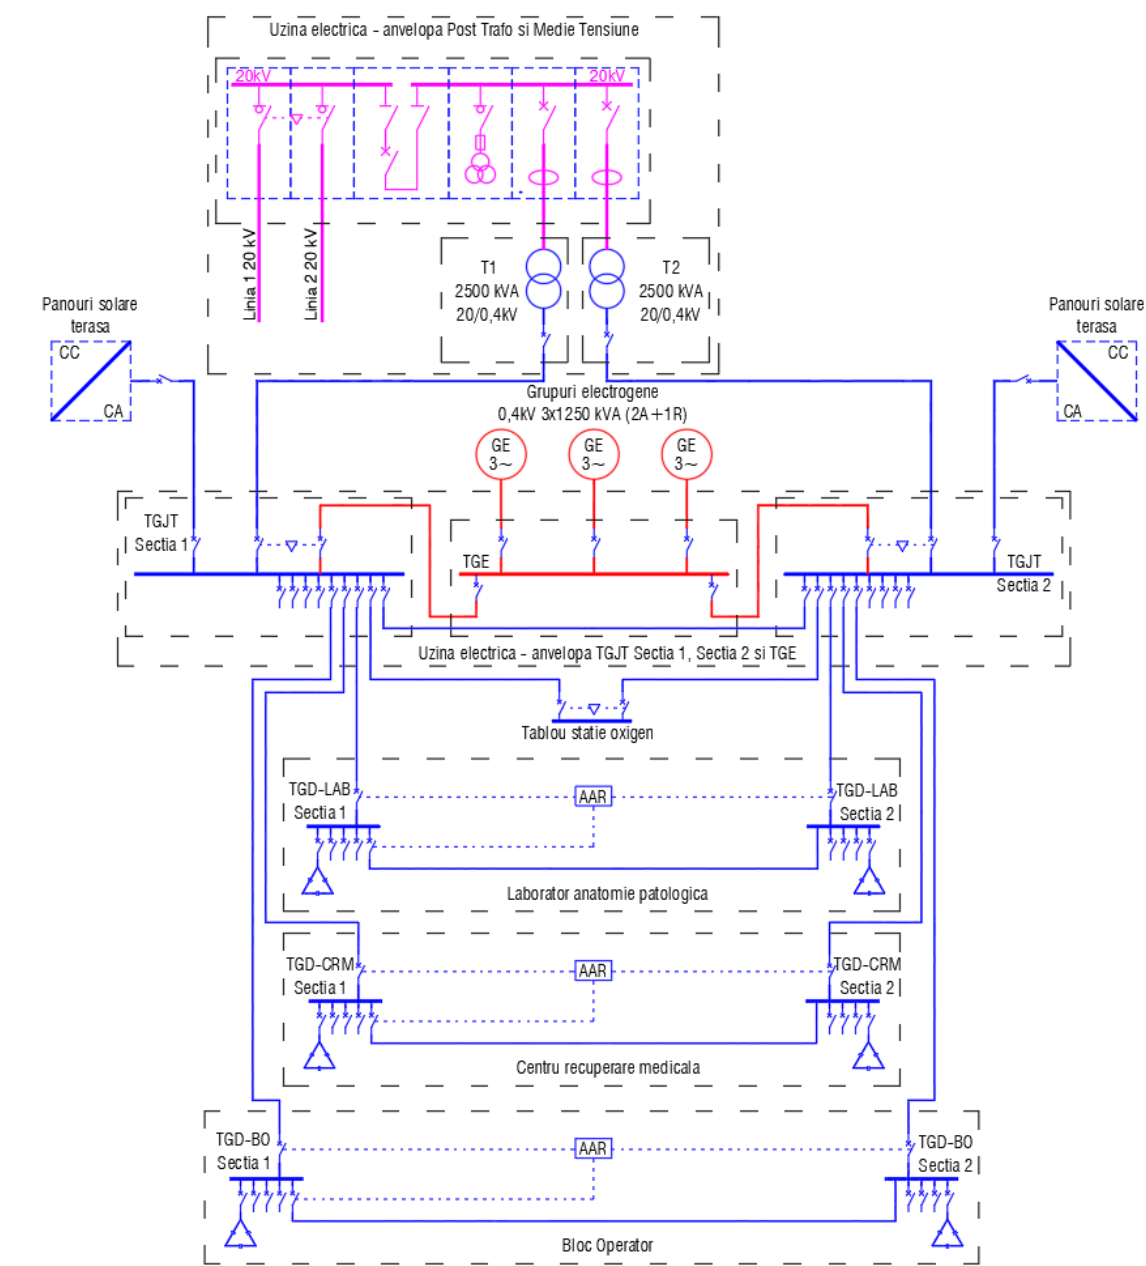 Uzina electrica - anvelopa Post Trafo si Medie Tensiune
20kV
20kV
Linia 1 20 kV
Linia 2 20 kV
T1
2500 kVA
20/0,4kV
T2
2500 kVA
20/0,4kV
Panouri solare
terasa
CC
CA
Panouri solare
terasa
CC
CA
Grupuri electrogene
0,4kV 3x1250 kVA (2A+1R)
GE
3~
GE
3~
GE
3~
TGJT
Sectia 1
TGE
TGJT
Sectia 2
Uzina electrica - anvelopa TGJT Sectia 1, Sectia 2 si TGE
Tablou statie oxigen
TGD-LAB
Sectia 1
AAR
TGD-LAB
Sectia 2
Laborator anatomie patologica
TGD-CRM
Sectia 1
AAR
TGD-CRM
Sectia 2
Centru recuperare medicala
TGD-BO
Sectia 1
AAR
TGD-BO
Sectia 2
Bloc Operator